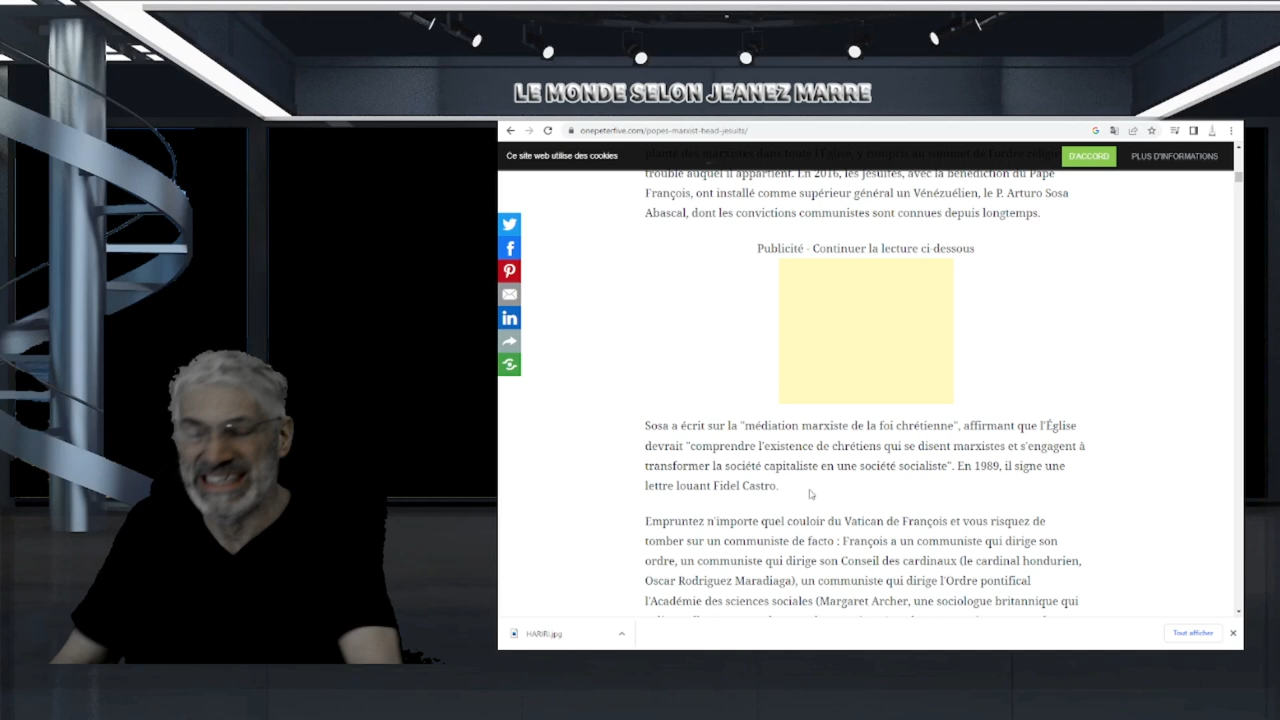 LE MONDE SELON JEANEZ MARRE
onepeterfive.com/popes-marxist-head-jesuits/
Ce site web utilise des cookies
D'ACCORD
PLUS D'INFORMATIONS
trouble auquel il appartient. En 2016, les Jésuites, avec la bénédiction du Pape
François, ont installé comme supérieur général un Vénézuélien, le P. Arturo Sosa
Abascal, dont les convictions communistes sont connues depuis longtemps.
Publicité - Continuer la lecture ci-dessous
Sosa a écrit sur la "médiation marxiste de la foi chrétienne", affirmant que l'Église
devrait "comprendre l'existence de chrétiens qui se disent marxistes et s'engagent à
transformer la société capitaliste en une société socialiste". En 1989, il signe une
lettre louant Fidel Castro.
Empruntez n'importe quel couloir du Vatican de François et vous risquez de
tomber sur un communiste de facto : François a un communiste qui dirige son
ordre, un communiste qui dirige son Conseil des cardinaux (le cardinal hondurien,
Oscar Rodriguez Maradiaga), un communiste qui dirige l'Ordre pontifical
l'Académie des sciences sociales (Margaret Archer, une sociologue britannique qui
HARIRI.jpg
Tout afficher